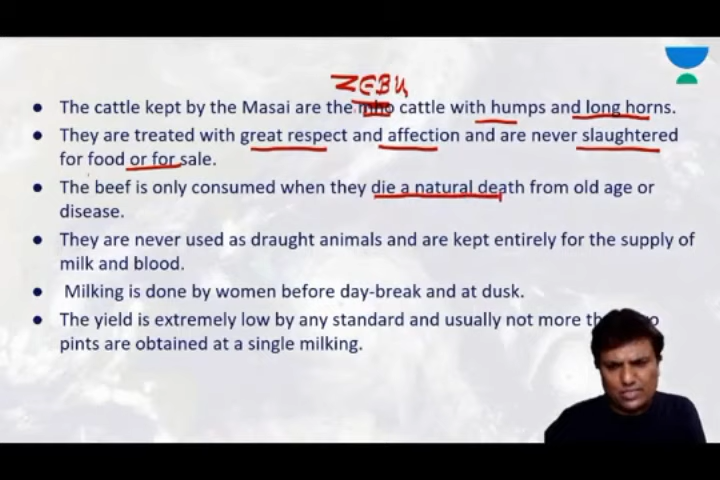 ZEBU
The cattle kept by the Masai are the mho cattle with humps and long horns.
They are treated with great respect and affection and are never slaughtered
for food or for sale.
The beef is only consumed when they die a natural death from old age or
disease.
They are never used as draught animals and are kept entirely for the supply of
milk and blood.
Milking is done by women before day-break and at dusk.
The yield is extremely low by any standard and usually not more
pints are obtained at a single milking.